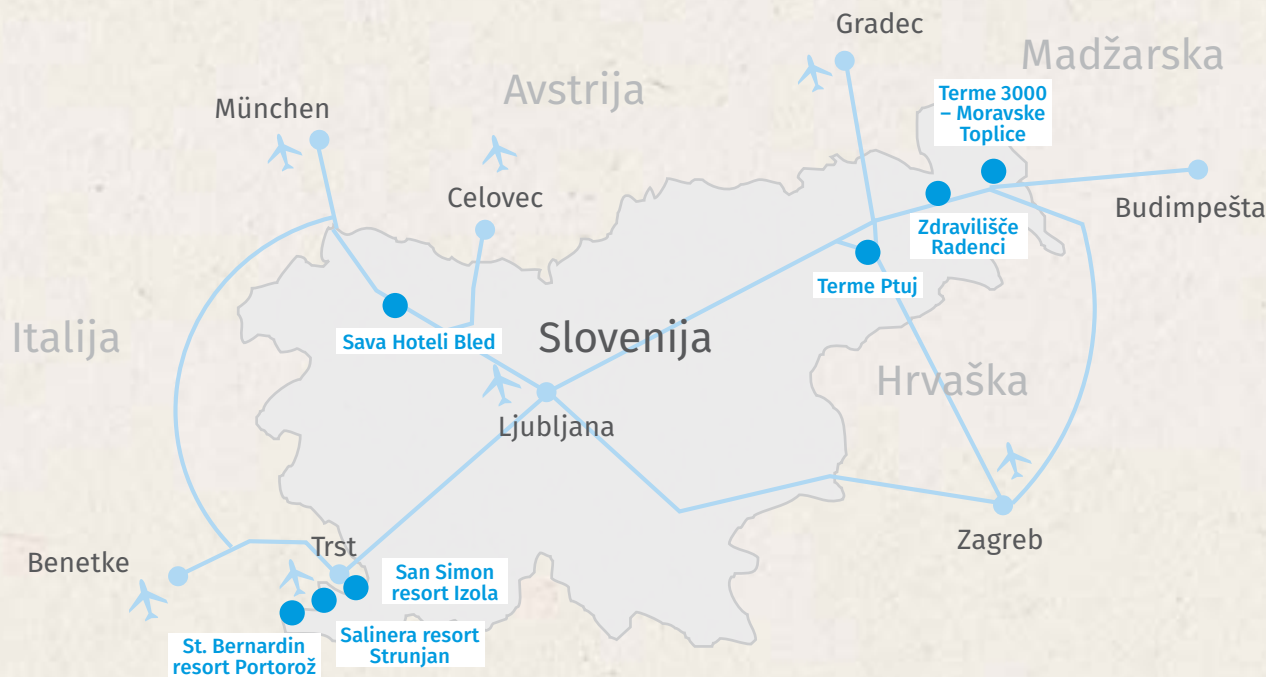 Gradec
Madžarska
Avstrija
Terme 3000
– Moravske
Toplice
München
Celovec
Budimpešta
Zdravilišče
Radenci
Terme Ptuj
Italija
Sava Hoteli Bled
Slovenija
Hrvaška
Ljubljana
Zagreb
Trst
Benetke
San Simon
resort Izola
Salinera resort
Strunjan
St. Bernardin
resort Portorož